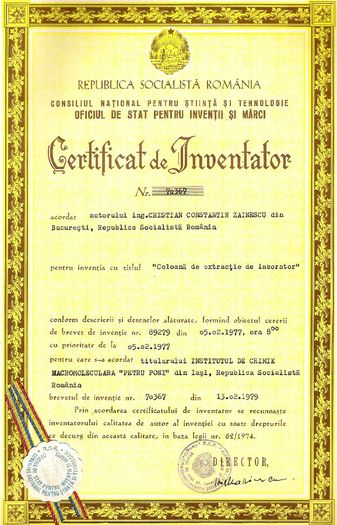 REPUBLICA SOCIALISTĂ ROMÂNIA
CONSILIUL NAȚIONAL PENTRU ȘTIINȚĂ ȘI TEHNOLOGIE
OFICIUL DE STAT PENTRU INVENȚII ȘI MĂRCI
Certificat de Inventator
Nr. 70367
acordat autorului ing.CRISTIAN CONSTANTIN ZAINESCU din
București, Republica Socialistă România
pentru invenția cu titlul "Coloană de extracție de laborator"
conform descrierii și desenelor alăturate, formînd obiectul cererii
de brevet de invenție nr. 89279 din 05.02.1977, ora 8⁰⁰
cu prioritate de la 05.02.1977
pentru care s-a acordat titularului INSTITUTUL DE CHIMIE
MACROMOLECULARA "PETRU PONI" din Iași, Republica Socialistă
România
brevetul de invenție nr. 70367 din 13.02.1979
Prin acordarea certificatului de inventator se recunoaște
inventatorului calitatea de autor al invenției cu toate drepturile
ce decurg din această calitate, în baza legii nr. 62/1974.
DIRECTOR,